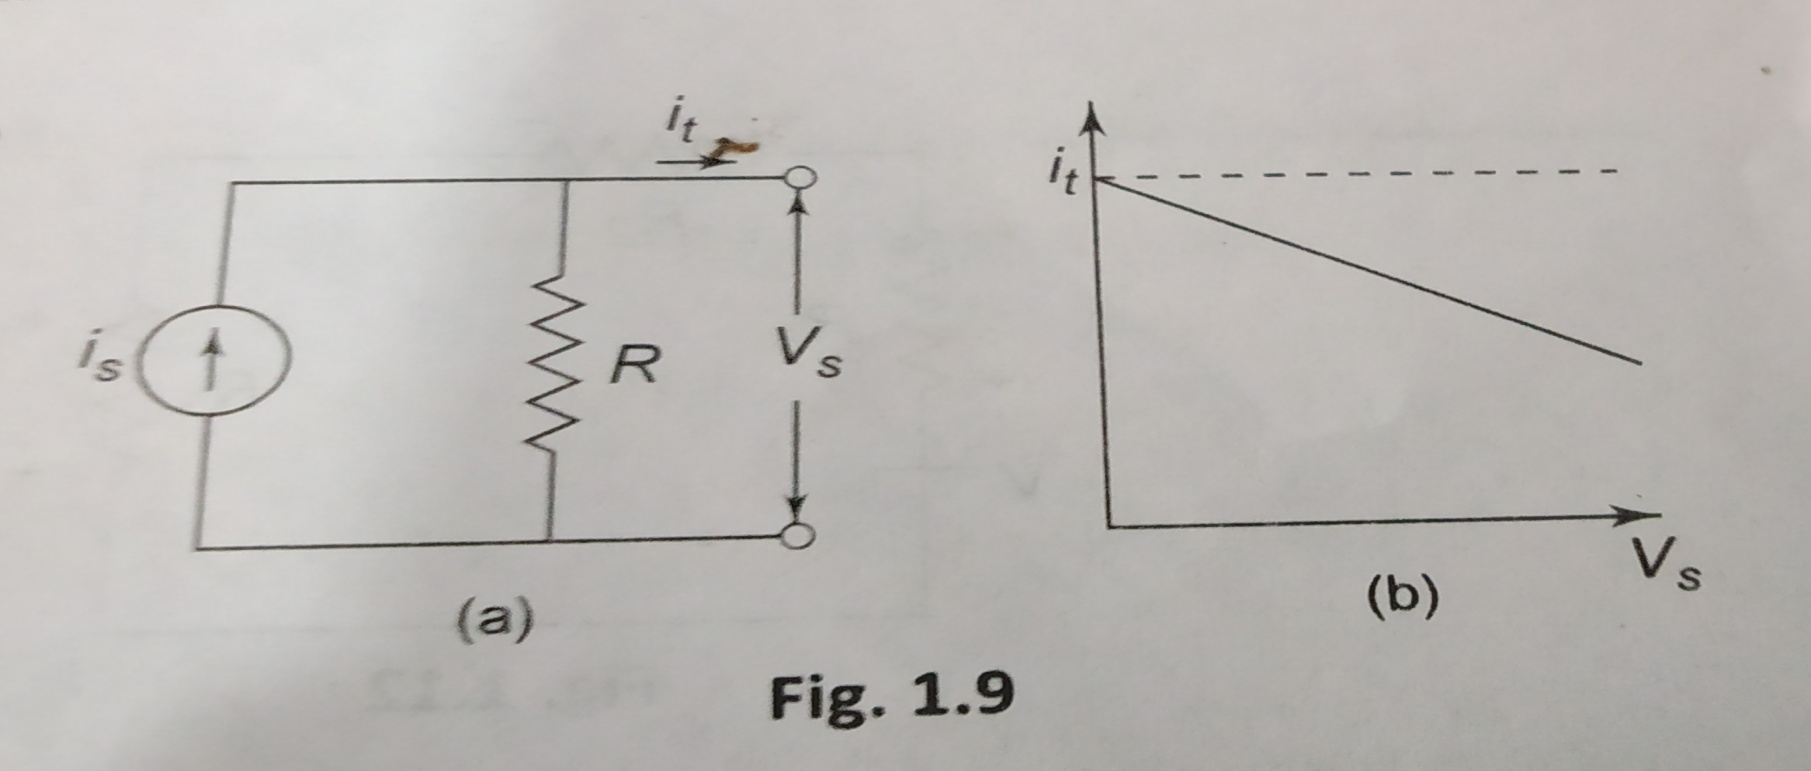 i_t
i_s
R
V_s
(a)
i_t
V_s
(b)
Fig. 1.9